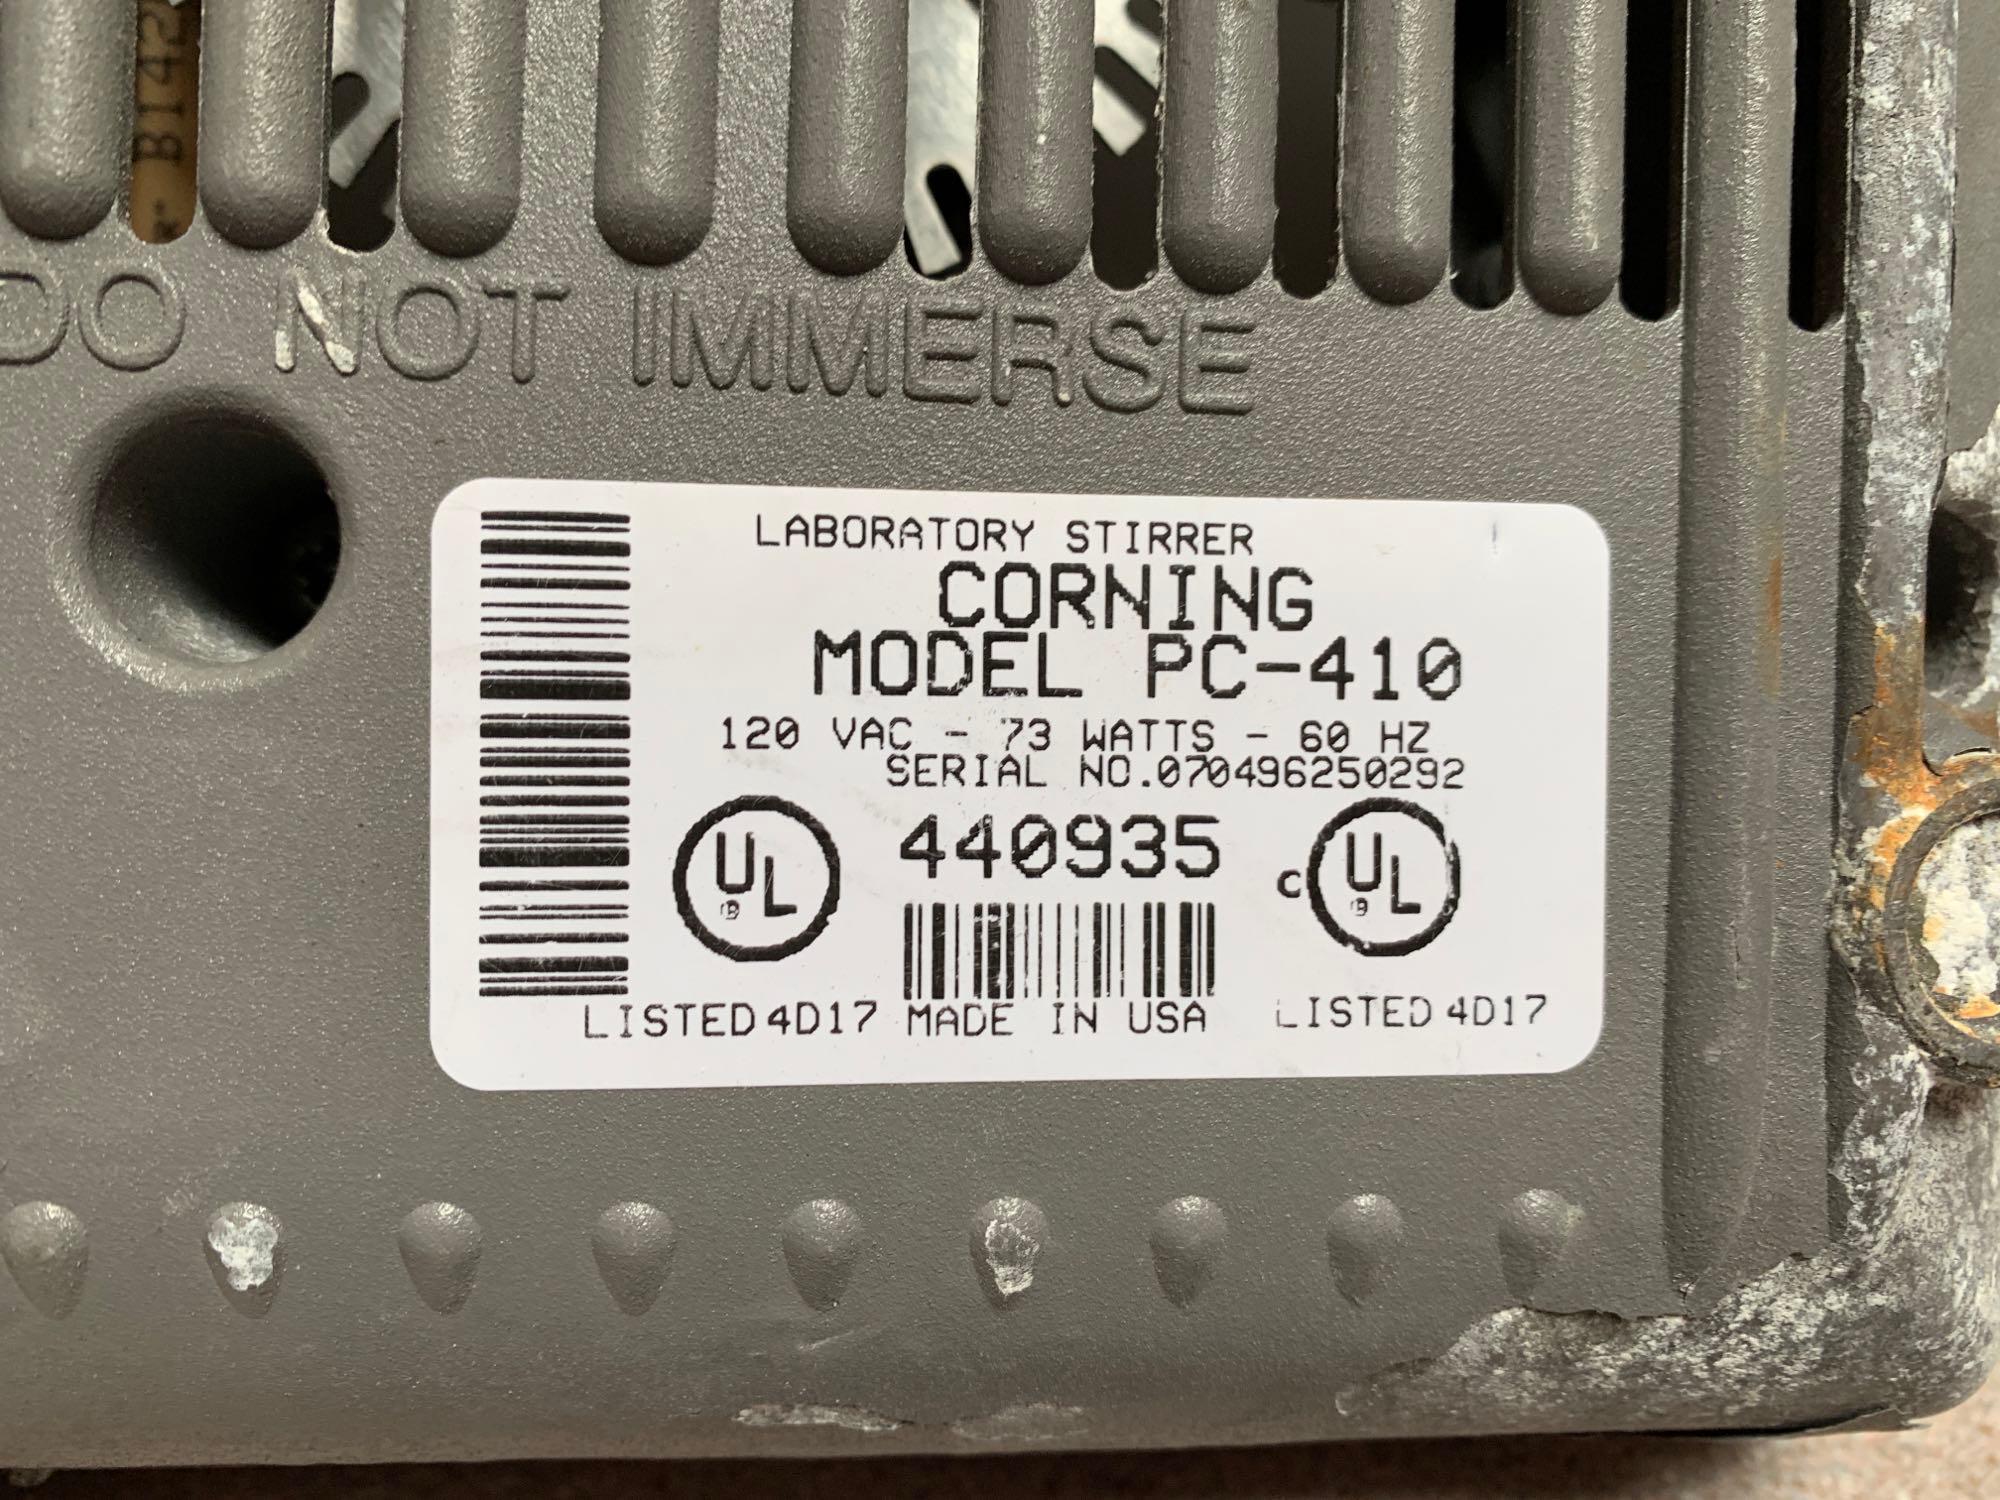 B142
DO NOT IMMERSE
LABORATORY STIRRER
CORNING
MODEL PC-410
120 VAC - 73 WATTS - 60 HZ
SERIAL NO.070496250292
UL® 440935 c UL®
LISTED 4D17 MADE IN USA LISTED 4D17